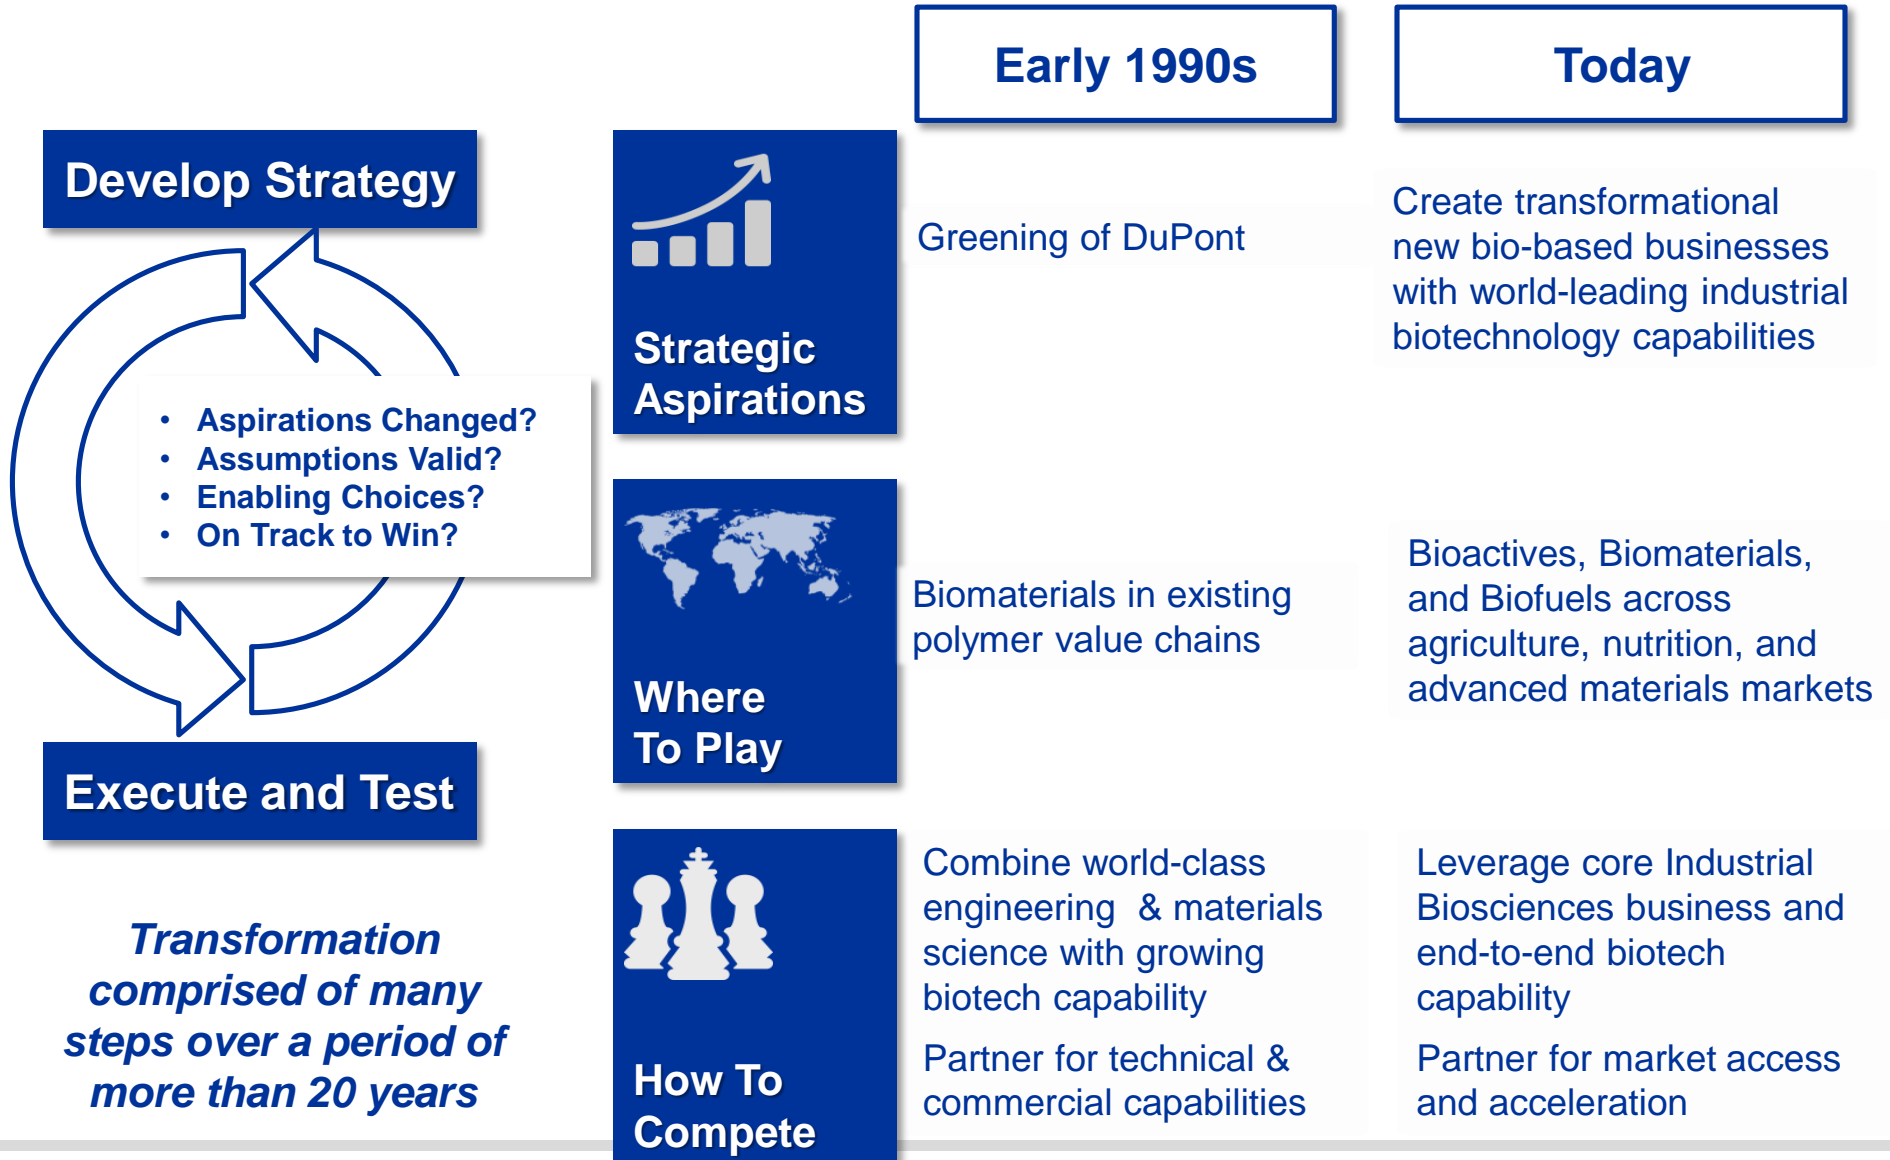 Early 1990s
Today
Develop Strategy
• Aspirations Changed?
• Assumptions Valid?
• Enabling Choices?
• On Track to Win?
Execute and Test
Transformation
comprised of many
steps over a period of
more than 20 years
Strategic
Aspirations
Greening of DuPont
Create transformational
new bio-based businesses
with world-leading industrial
biotechnology capabilities
Where
To Play
Biomaterials in existing
polymer value chains
Bioactives, Biomaterials,
and Biofuels across
agriculture, nutrition, and
advanced materials markets
How To
Compete
Combine world-class
engineering & materials
science with growing
biotech capability
Partner for technical &
commercial capabilities
Leverage core Industrial
Biosciences business and
end-to-end biotech
capability
Partner for market access
and acceleration